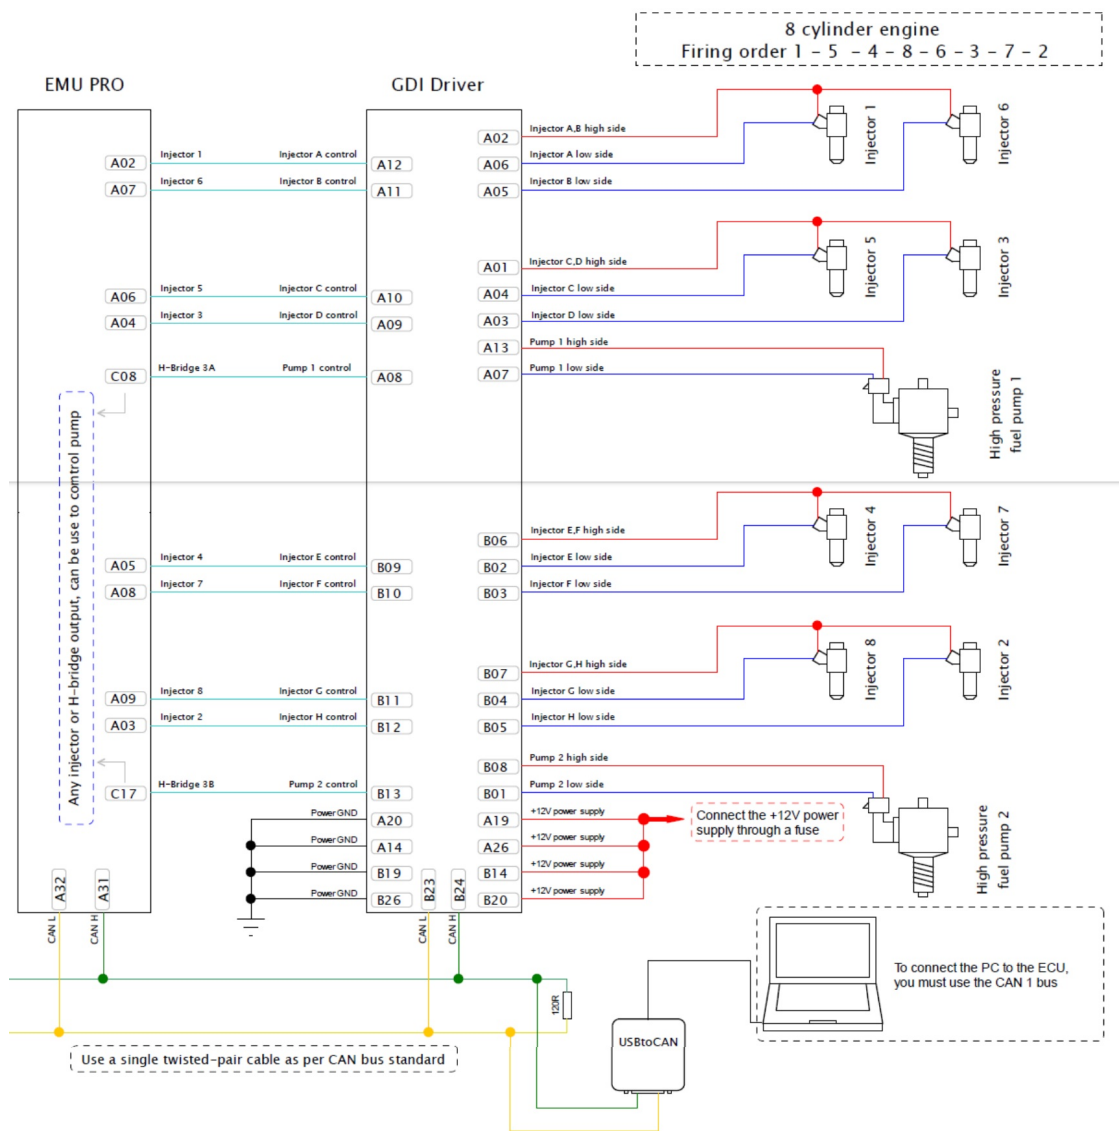 8 cylinder engine
Firing order 1 - 5 - 4 - 8 - 6 - 3 - 7 - 2
EMU PRO
GDI Driver
A02
Injector 1
Injector A control
A12
A07
Injector 6
Injector B control
A11
A02
Injector A,B high side
A06
Injector A low side
A05
Injector B low side
Injector 1
Injector 6
A06
Injector 5
Injector C control
A10
A04
Injector 3
Injector D control
A09
A01
Injector C,D high side
A04
Injector C low side
A03
Injector D low side
Injector 5
Injector 3
C08
H-Bridge 3A
Pump 1 control
A08
A13
Pump 1 high side
A07
Pump 1 low side
High pressure
fuel pump 1
Any injector or H-bridge output, can be use to control pump
A05
Injector 4
Injector E control
B09
A08
Injector 7
Injector F control
B10
B06
Injector E,F high side
B02
Injector E low side
B03
Injector F low side
Injector 4
Injector 7
A09
Injector 8
Injector G control
B11
A03
Injector 2
Injector H control
B12
B07
Injector G,H high side
B04
Injector G low side
B05
Injector H low side
Injector 8
Injector 2
C17
H-Bridge 3B
Pump 2 control
B13
B08
Pump 2 high side
B01
Pump 2 low side
High pressure
fuel pump 2
Power GND
A20
Power GND
A14
Power GND
B19
Power GND
B26
A19
+12V power supply
A26
+12V power supply
B14
+12V power supply
B20
+12V power supply
Connect the +12V power
supply through a fuse
A32
A31
B23
B24
CAN L
CAN H
CAN L
CAN H
120R
To connect the PC to the ECU,
you must use the CAN 1 bus
USBtoCAN
Use a single twisted-pair cable as per CAN bus standard